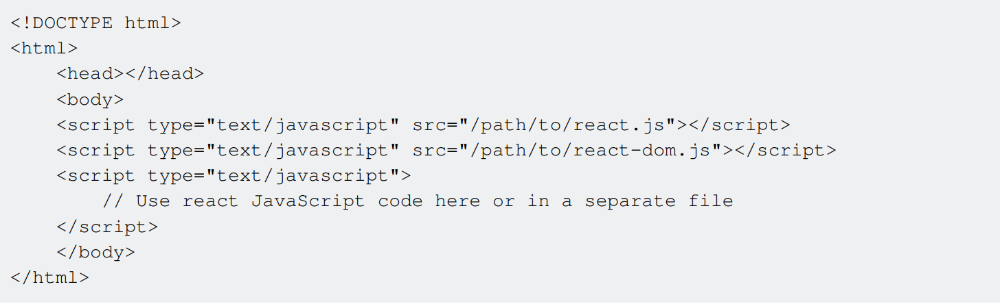 <!DOCTYPE html>
<html>
    <head></head>
    <body>
    <script type="text/javascript" src="/path/to/react.js"></script>
    <script type="text/javascript" src="/path/to/react-dom.js"></script>
    <script type="text/javascript">
        // Use react JavaScript code here or in a separate file
    </script>
    </body>
</html>